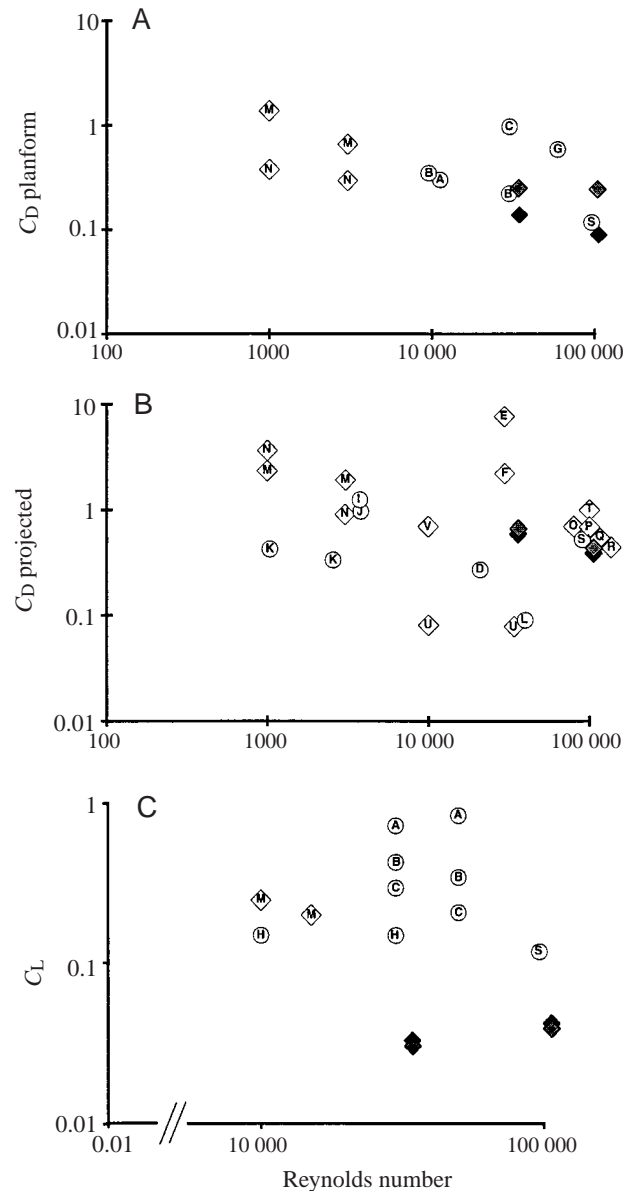 A
10
M
C
1
M
G
CD planform
N
N
B
A
B
0.1
S
0.01
100
1000
10 000
100 000
B
10
E
N
M
M
F
I
T
1
N
J
V
O
P
CD projected
S
Q
K
R
K
D
0.1
U
U
L
0.01
100
1000
10 000
100 000
1
C
A
A
B
B
M
C
M
C
H
H
S
CL
0.1
0.01
0.01
10 000
100 000
Reynolds number